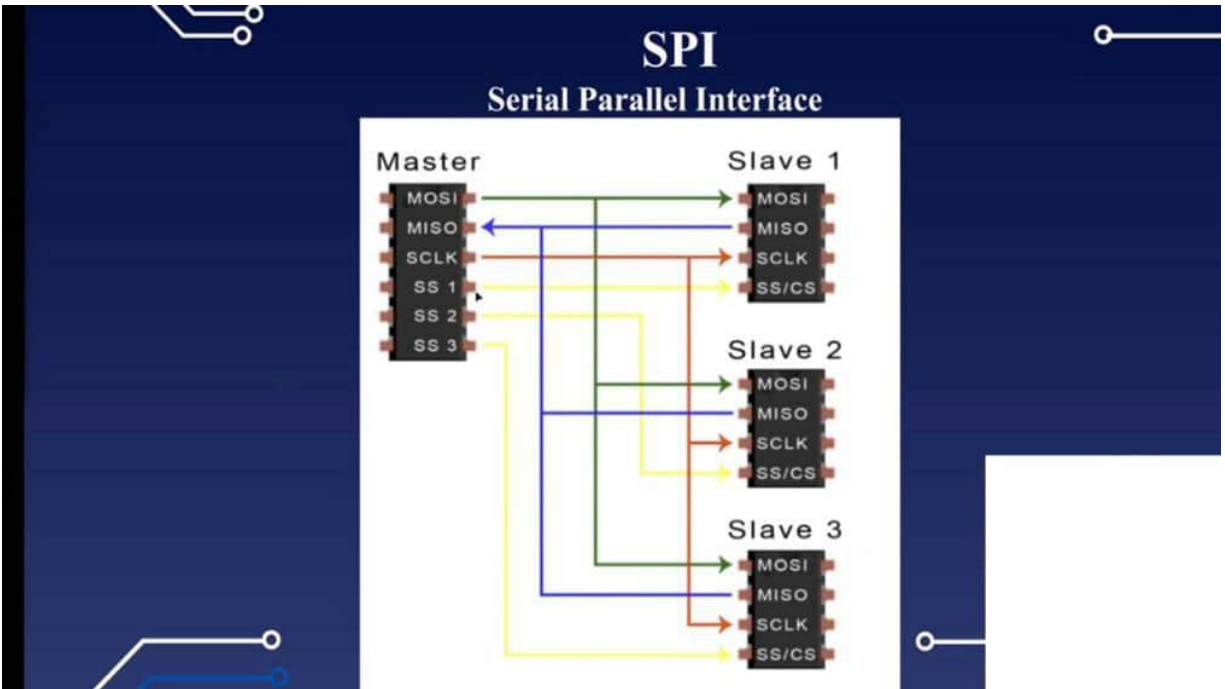 SPI
Serial Parallel Interface
Master
MOSI
MISO
SCLK
SS 1
SS 2
SS 3
Slave 1
MOSI
MISO
SCLK
SS/CS
Slave 2
MOSI
MISO
SCLK
SS/CS
Slave 3
MOSI
MISO
SCLK
SS/CS